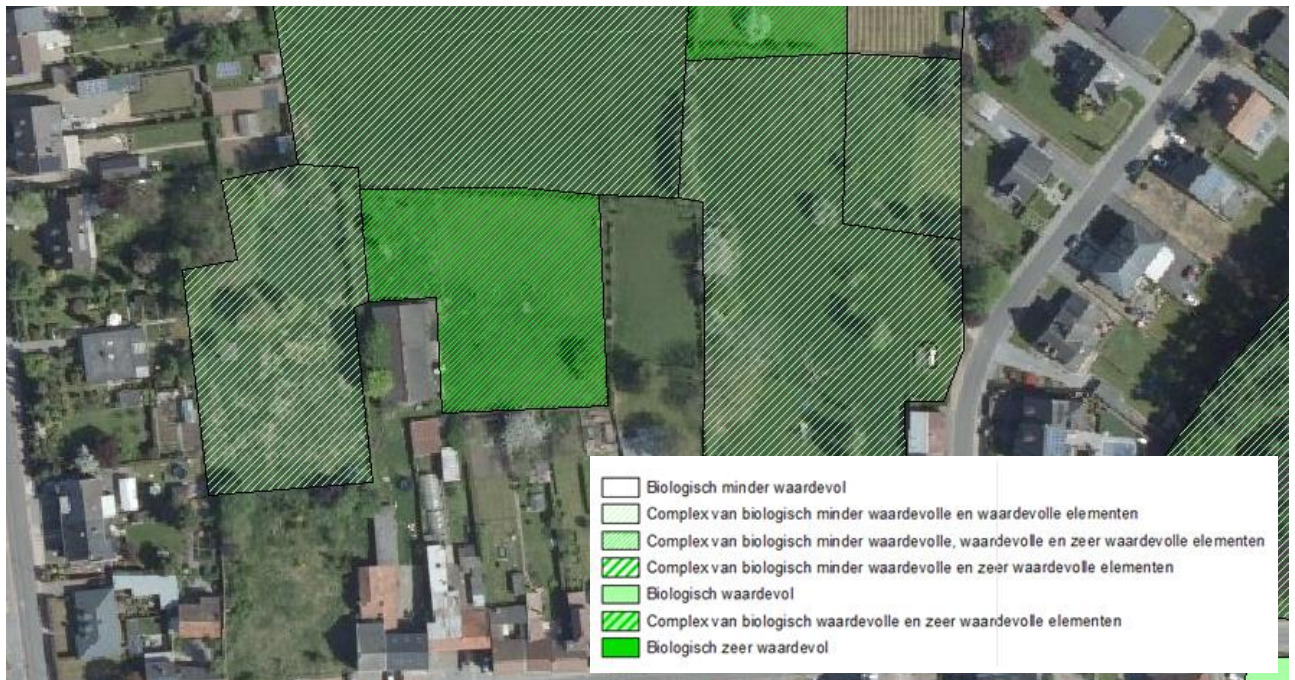 Biologisch minder waardevol
Complex van biologisch minder waardevolle en waardevolle elementen
Complex van biologisch minder waardevolle, waardevolle en zeer waardevolle elementen
Complex van biologisch minder waardevolle en zeer waardevolle elementen
Biologisch waardevol
Complex van biologisch waardevolle en zeer waardevolle elementen
Biologisch zeer waardevol